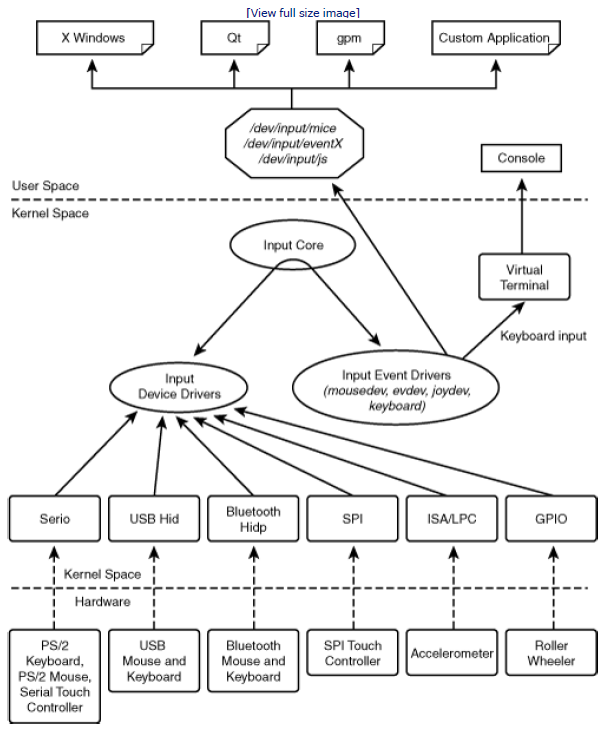 [View full size image]
X Windows
Qt
gpm
Custom Application
/dev/input/mice
/dev/input/eventX
/dev/input/js
Console
User Space
Kernel Space
Input Core
Virtual
Terminal
Keyboard input
Input
Device Drivers
Input Event Drivers
(mousedev, evdev, joydev,
keyboard)
Serio
USB Hid
Bluetooth
Hidp
SPI
ISA/LPC
GPIO
Kernel Space
Hardware
PS/2
Keyboard,
PS/2 Mouse,
Serial Touch
Controller
USB
Mouse and
Keyboard
Bluetooth
Mouse and
Keyboard
SPI Touch
Controller
Accelerometer
Roller
Wheeler